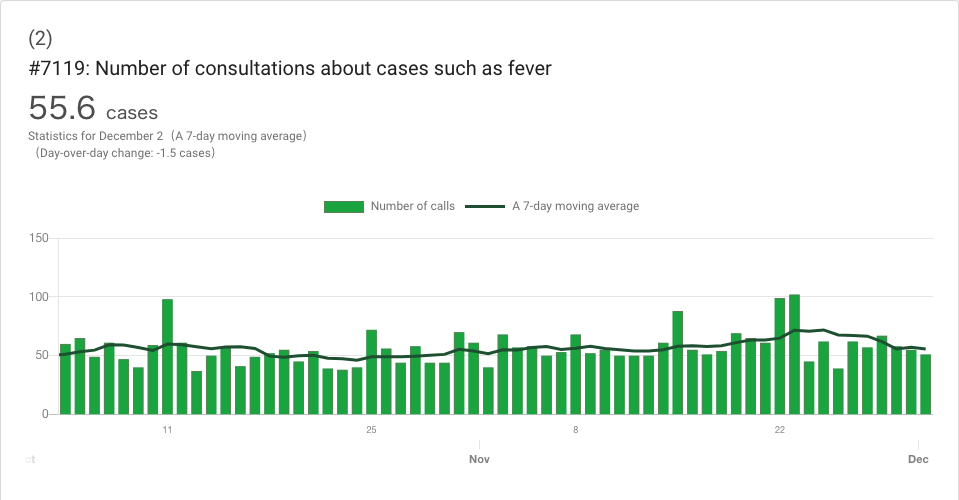 (2)
#7119: Number of consultations about cases such as fever
55.6 cases
Statistics for December 2（A 7-day moving average）
（Day-over-day change: -1.5 cases）
Number of calls
A 7-day moving average
150
100
50
0
11
25
8
22
Nov
Dec